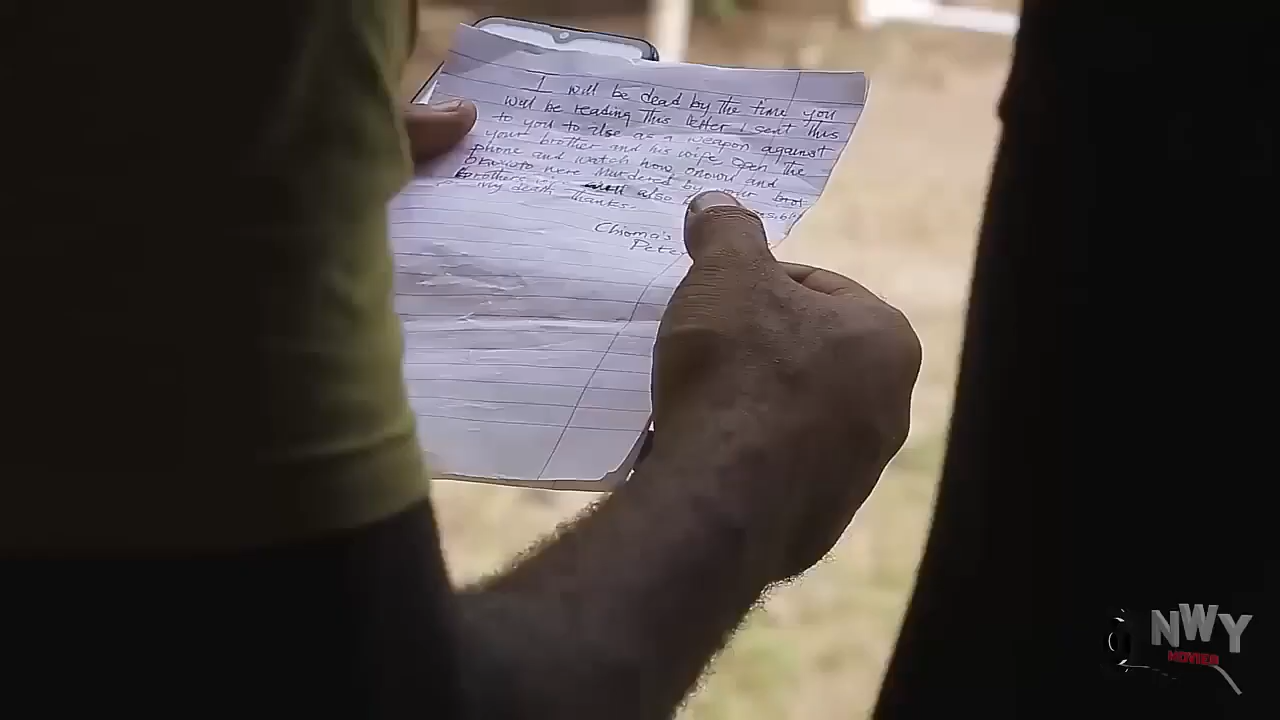 I will be dead by the time you
will be reading this letter I sent this
to you to use as a weapon against
your brother and his wife, open the
phone and watch how and
were murdered by your brot
brothers also
my death,
thanks.
Chioma's
Pete
NWY
MOVIES